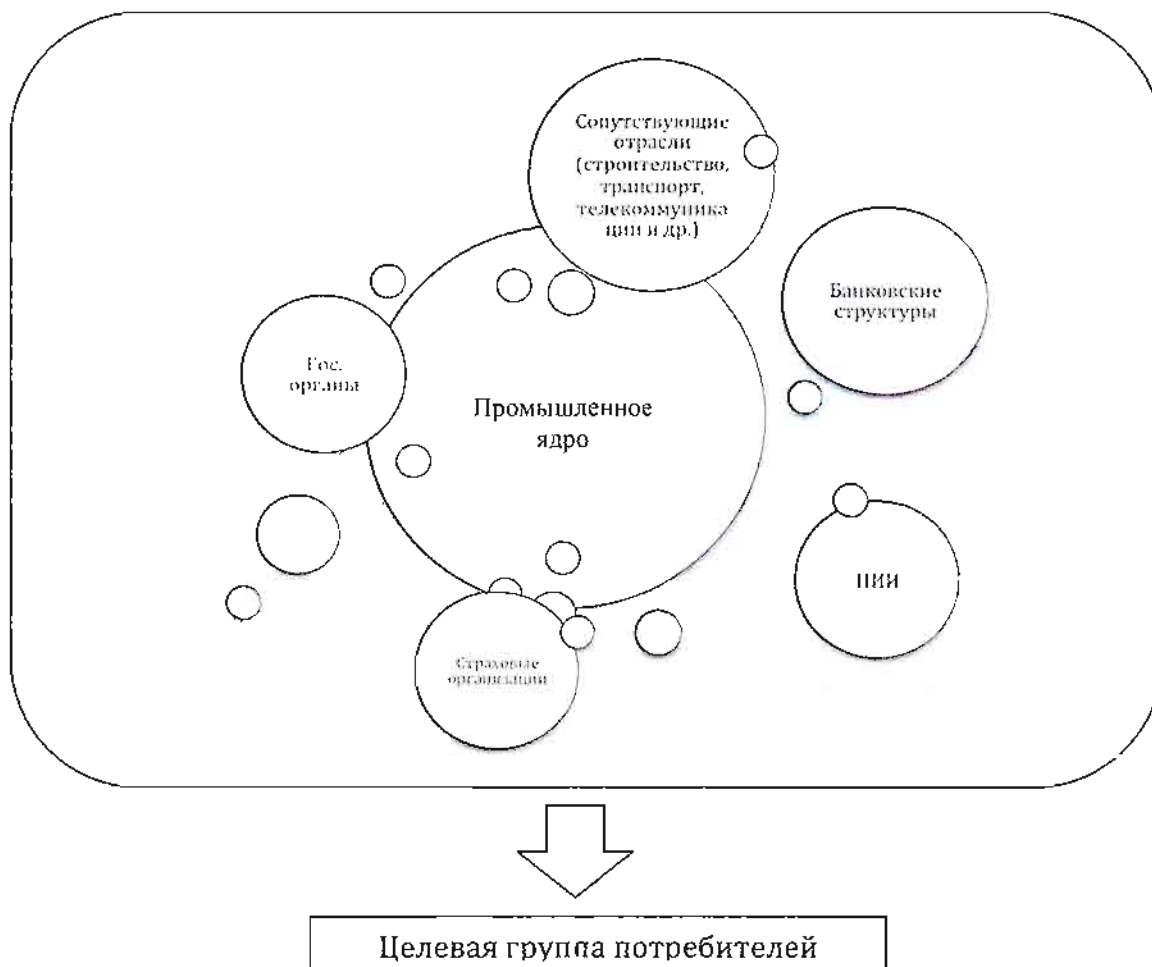 Сопутствующие
отрасли
(строительство,
транспорт,
телекоммуника
ции и др.)
Банковские
структуры
Гос.
органы
Промышленное
ядро
НИИ
Страховые
организации
Целевая группа потребителей